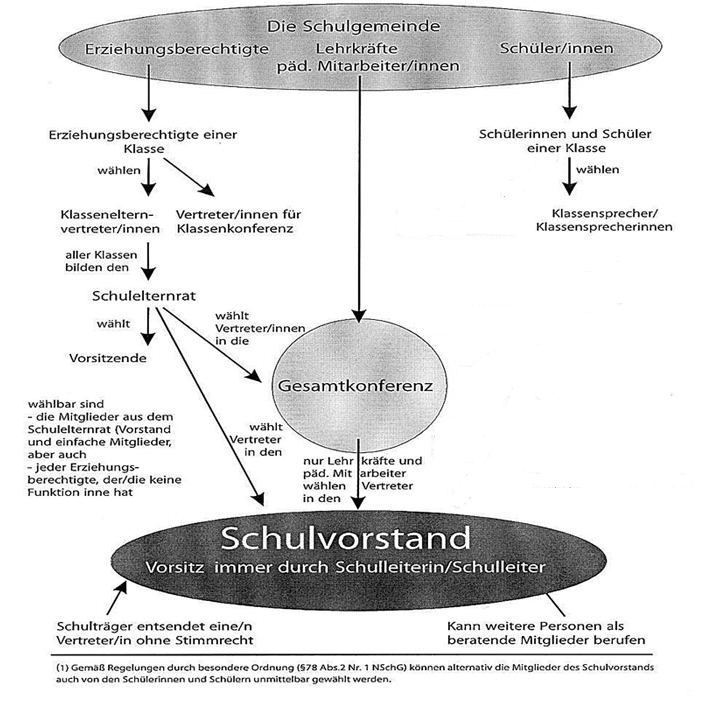 Die Schulgemeinde
Erziehungsberechtigte
Lehrkräfte
päd. Mitarbeiter/innen
Schüler/innen
Erziehungsberechtigte einer
Klasse
wählen
Klasseneltern-
vertreter/innen
Vertreter/innen für
Klassenkonferenz
Schülerinnen und Schüler
einer Klasse
wählen
Klassensprecher/
Klassensprecherinnen
aller Klassen
bilden den
Schulelternrat
wählt
Vorsitzende
wählt
Vertreter/innen
in die
Gesamtkonferenz
wählbar sind
- die Mitglieder aus dem
Schulelternrat (Vorstand
und einfache Mitglieder,
aber auch
- jeder Erziehungs-
berechtigte, der/die keine
Funktion inne hat
wählt
Vertreter
in den
nur Lehrkräfte und
päd. Mitarbeiter
wählen Vertreter
in den
Schulvorstand
Vorsitz immer durch Schulleiterin/Schulleiter
Schulträger entsendet eine/n
Vertreter/in ohne Stimmrecht
Kann weitere Personen als
beratende Mitglieder berufen
(1) Gemäß Regelungen durch besondere Ordnung (§78 Abs.2 Nr. 1 NSchG) können alternativ die Mitglieder des Schulvorstands
auch von den Schülerinnen und Schülern unmittelbar gewählt werden.